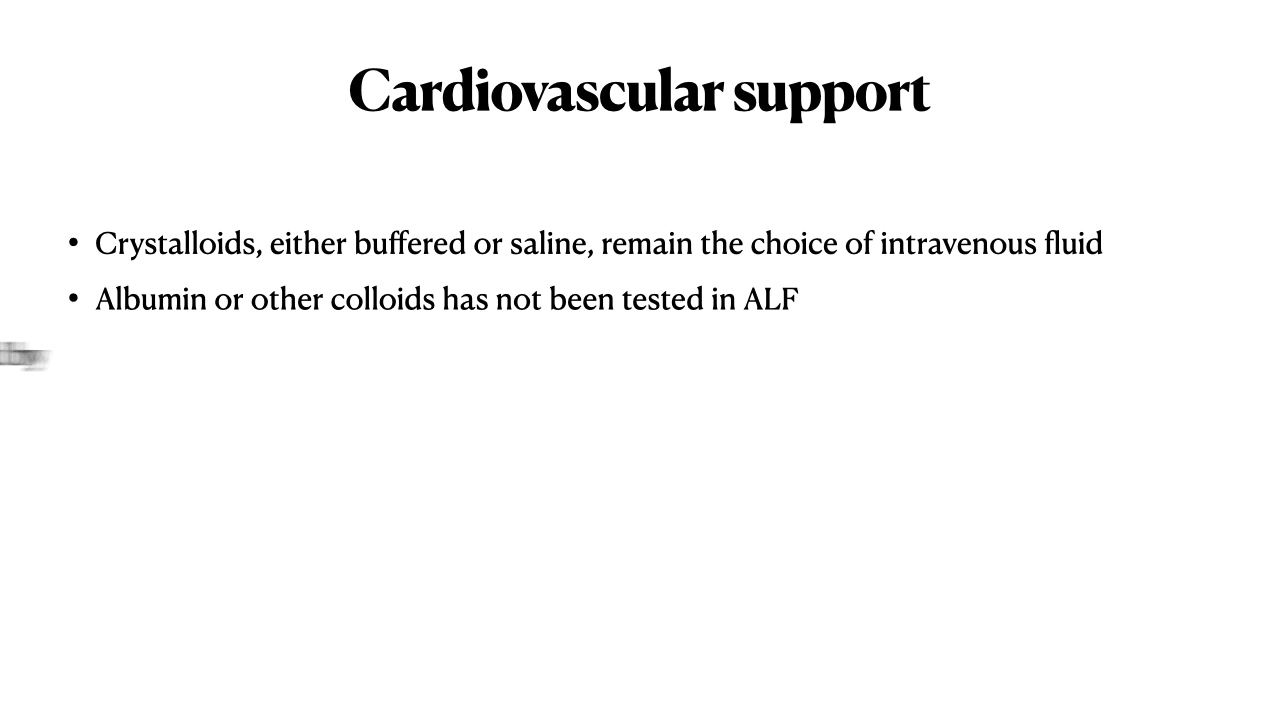 Cardiovascular support
• Crystalloids, either buffered or saline, remain the choice of intravenous fluid
• Albumin or other colloids has not been tested in ALF